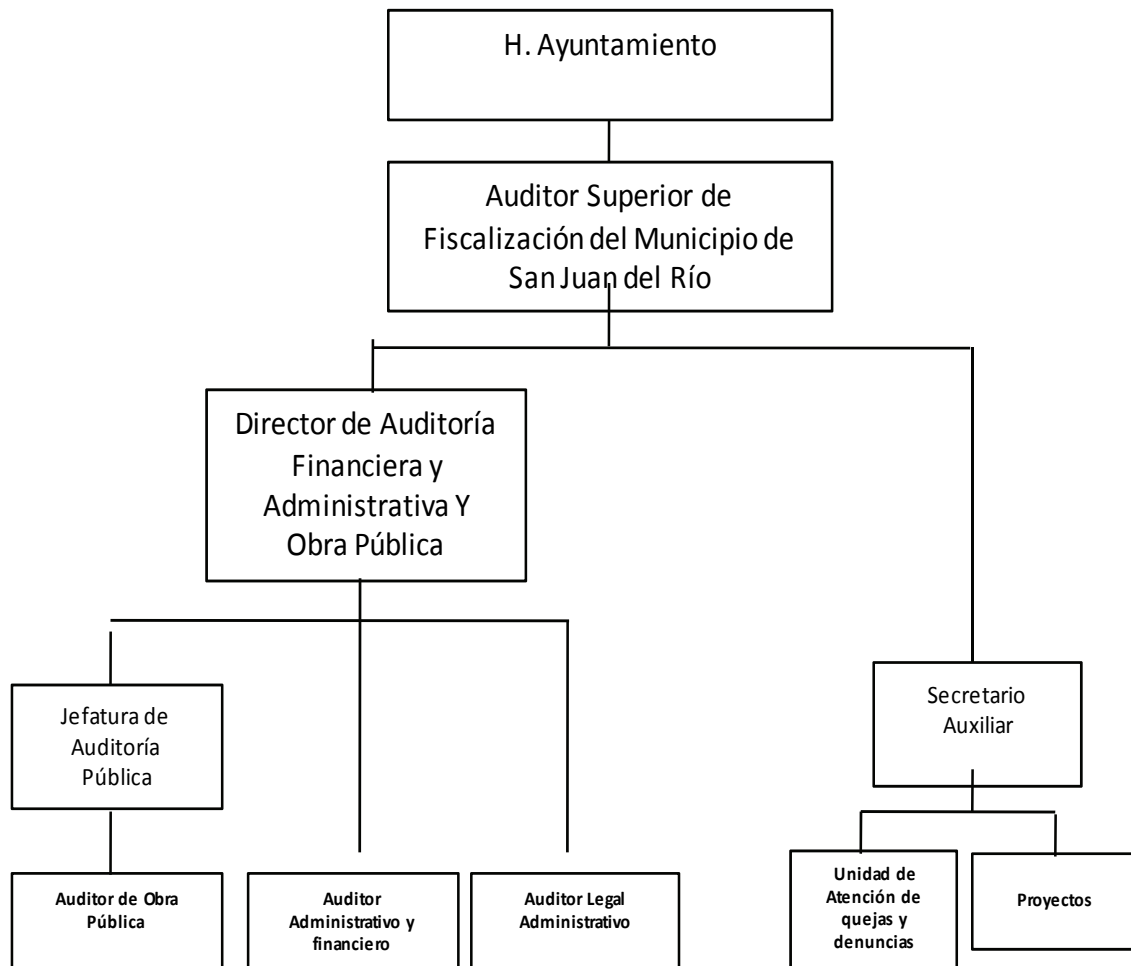 H. Ayuntamiento
Auditor Superior de
Fiscalización del Municipio de
San Juan del Río
Director de Auditoría
Financiera y
Administrativa Y
Obra Pública
Jefatura de
Auditoría
Pública
Secretario
Auxiliar
Auditor de Obra
Pública
Auditor
Administrativo y
financiero
Auditor Legal
Administrativo
Unidad de
Atención de
quejas y
denuncias
Proyectos